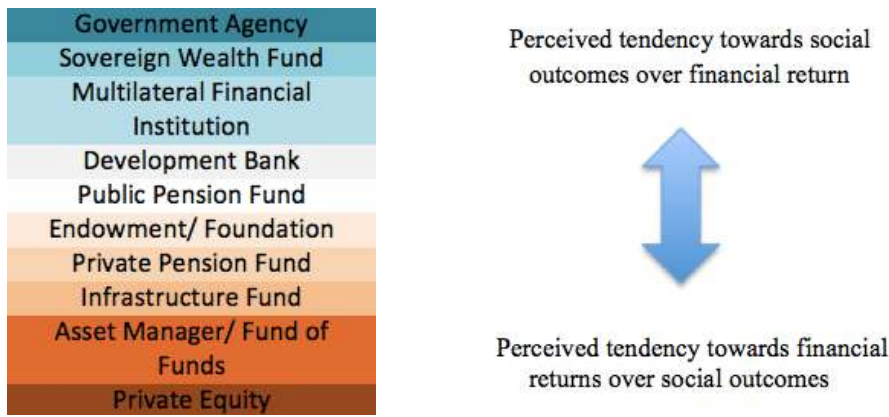 Government Agency
Sovereign Wealth Fund
Multilateral Financial
Institution
Development Bank
Public Pension Fund
Endowment/ Foundation
Private Pension Fund
Infrastructure Fund
Asset Manager/ Fund of
Funds
Private Equity
Perceived tendency towards social
outcomes over financial return
Perceived tendency towards financial
returns over social outcomes